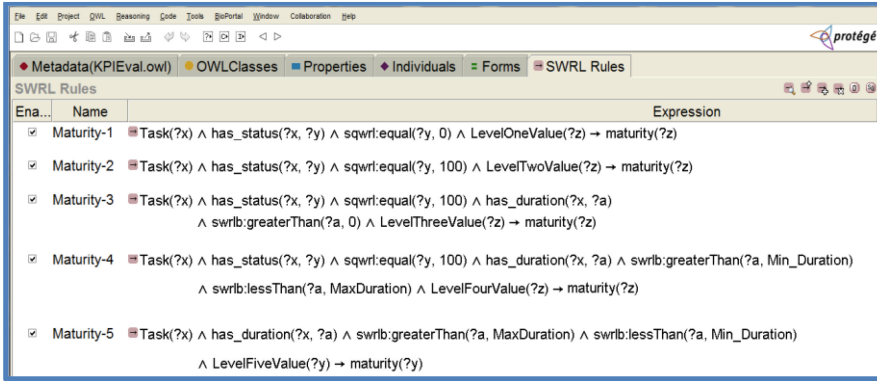 File Edit Project OWL Reasoning Code Tools BioPortal Window Collaboration Help
protégé
Metadata(KPIEval.owl) OWLClasses Properties Individuals Forms SWRL Rules
SWRL Rules
Ena... Name Expression
Maturity-1 Task(?x) ∧ has_status(?x, ?y) ∧ sqwrl:equal(?y, 0) ∧ LevelOneValue(?z) → maturity(?z)
Maturity-2 Task(?x) ∧ has_status(?x, ?y) ∧ sqwrl:equal(?y, 100) ∧ LevelTwoValue(?z) → maturity(?z)
Maturity-3 Task(?x) ∧ has_status(?x, ?y) ∧ sqwrl:equal(?y, 100) ∧ has_duration(?x, ?a)
∧ swrlb:greaterThan(?a, 0) ∧ LevelThreeValue(?z) → maturity(?z)
Maturity-4 Task(?x) ∧ has_status(?x, ?y) ∧ sqwrl:equal(?y, 100) ∧ has_duration(?x, ?a) ∧ swrlb:greaterThan(?a, Min_Duration)
∧ swrlb:lessThan(?a, MaxDuration) ∧ LevelFourValue(?z) → maturity(?z)
Maturity-5 Task(?x) ∧ has_duration(?x, ?a) ∧ swrlb:greaterThan(?a, MaxDuration) ∧ swrlb:lessThan(?a, Min_Duration)
∧ LevelFiveValue(?y) → maturity(?y)